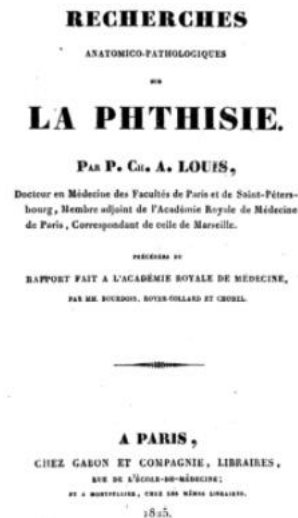 RECHERCHES
ANATOMICO-PATHOLOGIQUES
SUR
LA PHTHISIE.
PAR P. CH. A. LOUIS,
Docteur en Médecine des Facultés de Paris et de Saint-Péters-
bourg, Membre adjoint de l'Académie Royale de Médecine
de Paris, Correspondant de celle de Marseille.
PRÉCÉDÉES DU
RAPPORT FAIT A L'ACADÉMIE ROYALE DE MÉDECINE,
PAR MM. BOURDOIS, ROYER-COLLARD ET CHOMEL.
A PARIS,
CHEZ GABON ET COMPAGNIE, LIBRAIRES,
RUE DE L'ÉCOLE-DE-MÉDECINE;
ET A MONTPELLIER, CHEZ LES MÊMES LIBRAIRES.
1825.